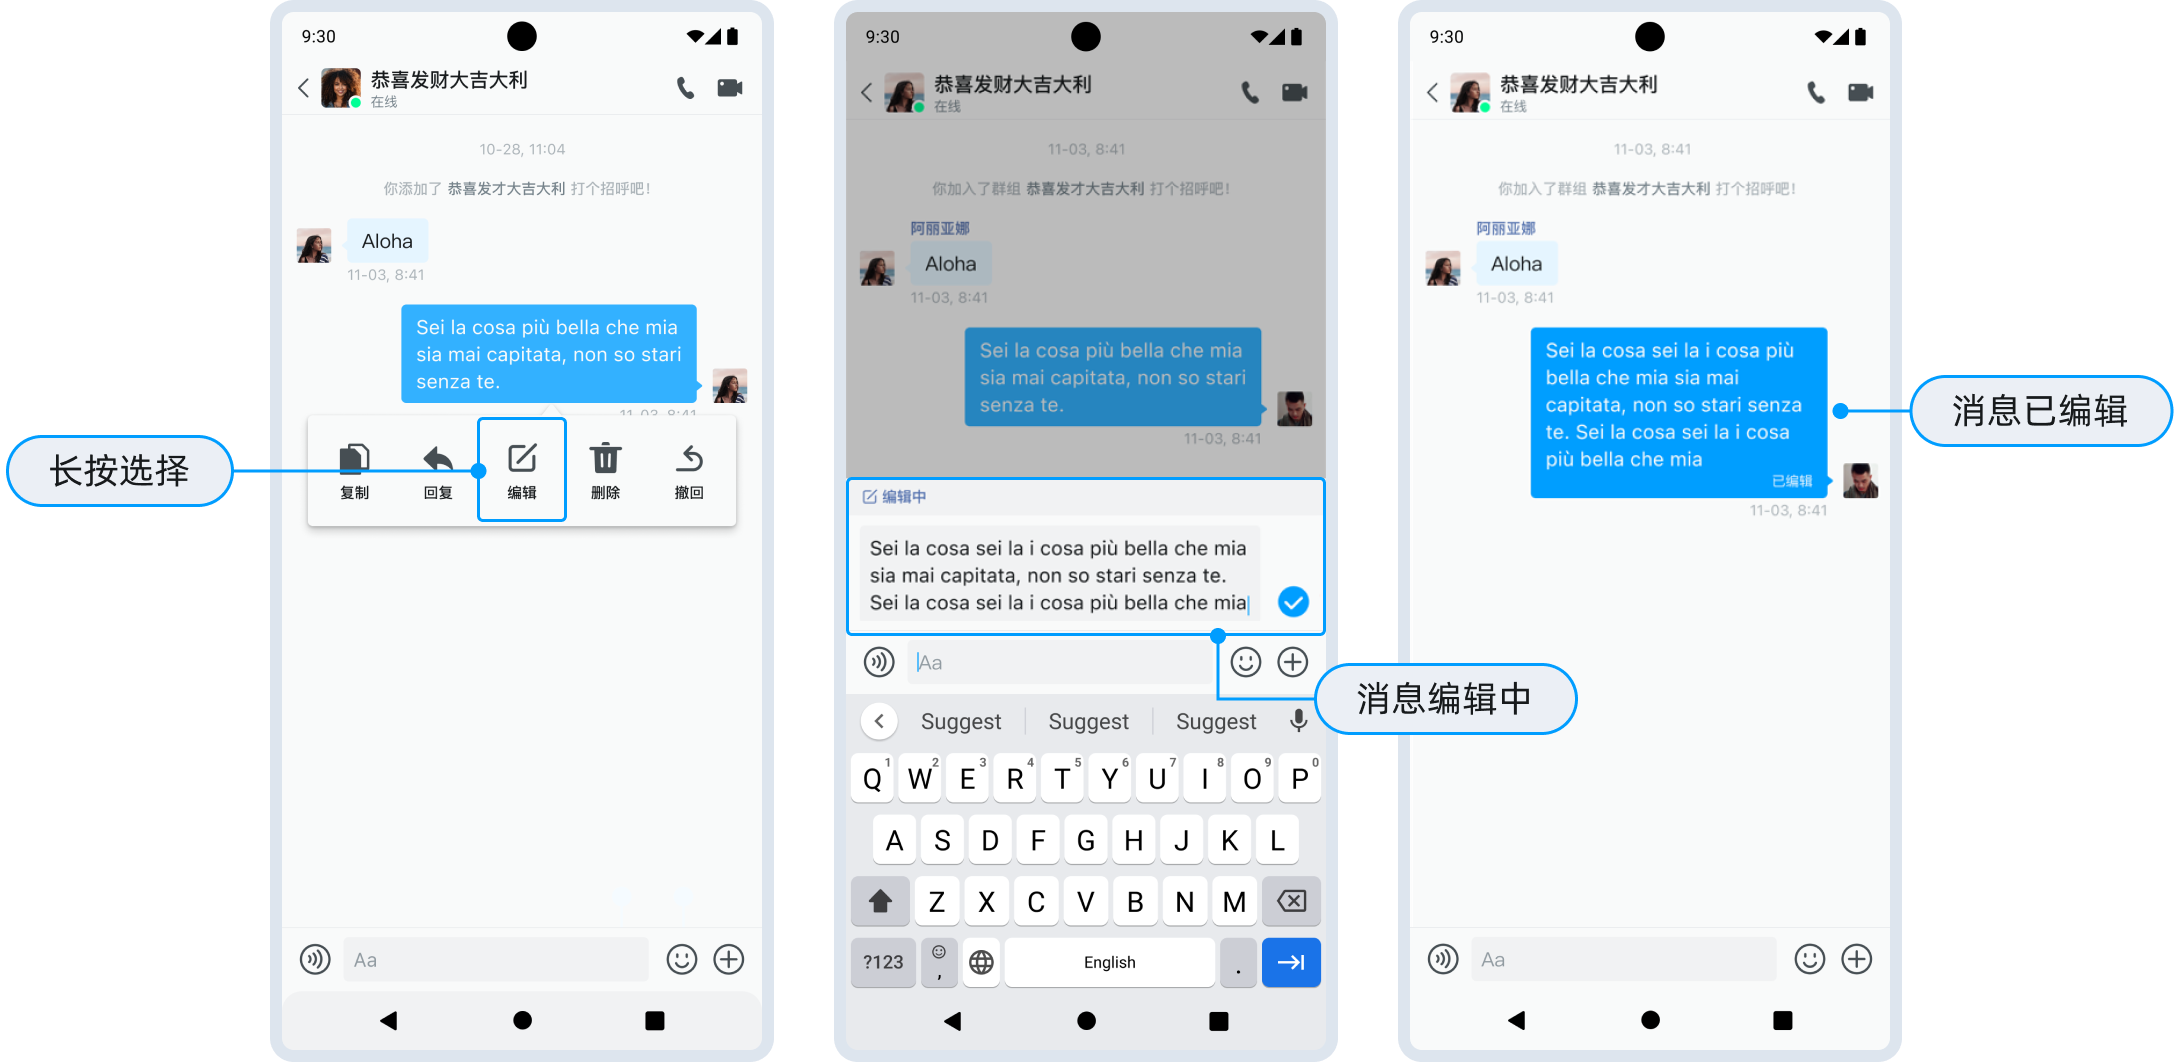 9:30
恭喜发财大吉大利
在线
10-28, 11:04
你添加了 恭喜发才大吉大利 打个招呼吧!
Aloha
11-03, 8:41
Sei la cosa più bella che mia
sia mai capitata, non so stari
senza te.
11-03, 8:41
长按选择
复制
回复
编辑
删除
撤回
Aa
9:30
恭喜发财大吉大利
在线
11-03, 8:41
你加入了群组 恭喜发才大吉大利 打个招呼吧!
阿丽亚娜
Aloha
11-03, 8:41
Sei la cosa più bella che mia
sia mai capitata, non so stari
senza te.
11-03, 8:41
编辑中
Sei la cosa sei la i cosa più bella che mia
sia mai capitata, non so stari senza te.
Sei la cosa sei la i cosa più bella che mia
Aa
消息编辑中
Suggest Suggest Suggest
Q1 W2 E3 R4 T5 Y6 U7 I8 O9 P0
A S D F G H J K L
Z X C V B N M
?123 , English .
9:30
恭喜发财大吉大利
在线
11-03, 8:41
你加入了群组 恭喜发才大吉大利 打个招呼吧!
阿丽亚娜
Aloha
11-03, 8:41
Sei la cosa sei la i cosa più
bella che mia sia mai
capitata, non so stari senza
te. Sei la cosa sei la i cosa
più bella che mia
已编辑
11-03, 8:41
消息已编辑
Aa